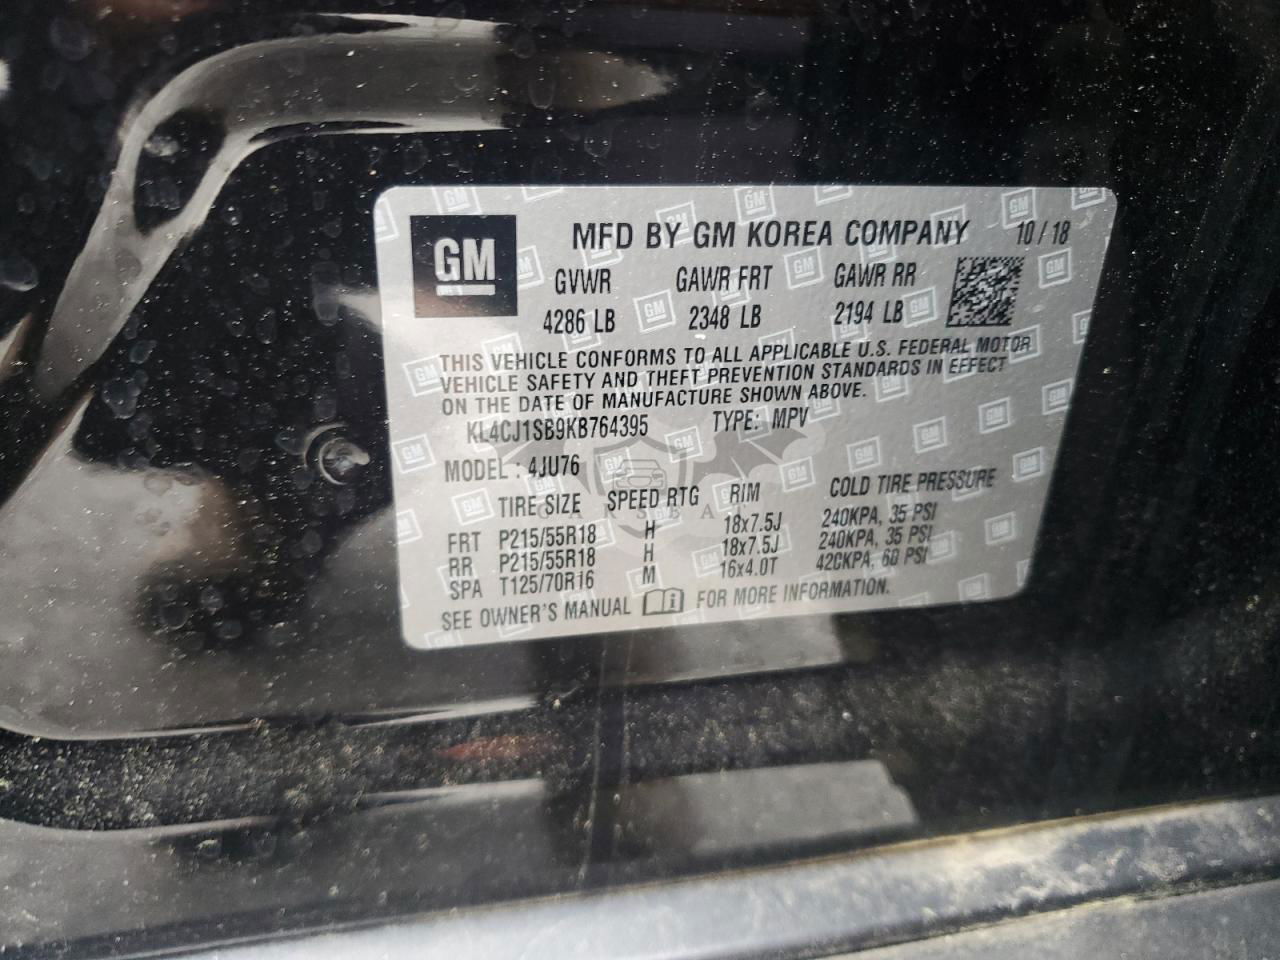 GM
MFD BY GM KOREA COMPANY 10/18
GVWR GAWR FRT GAWR RR
4286 LB 2348 LB 2194 LB
THIS VEHICLE CONFORMS TO ALL APPLICABLE U.S. FEDERAL MOTOR
VEHICLE SAFETY AND THEFT PREVENTION STANDARDS IN EFFECT
ON THE DATE OF MANUFACTURE SHOWN ABOVE.
KL4CJ1SB9KB764395 TYPE: MPV
MODEL : 4JU76
TIRE SIZE SPEED RTG RIM COLD TIRE PRESSURE
FRT P215/55R18 H 18x7.5J 240KPA, 35 PSI
RR P215/55R18 H 18x7.5J 240KPA, 35 PSI
SPA T125/70R16 M 16x4.0T 420KPA, 60 PSI
SEE OWNER'S MANUAL FOR MORE INFORMATION.